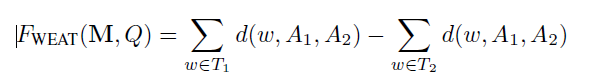 F_WEAT(M, Q) = ∑_{w∈T_1} d(w, A_1, A_2) − ∑_{w∈T_2} d(w, A_1, A_2)